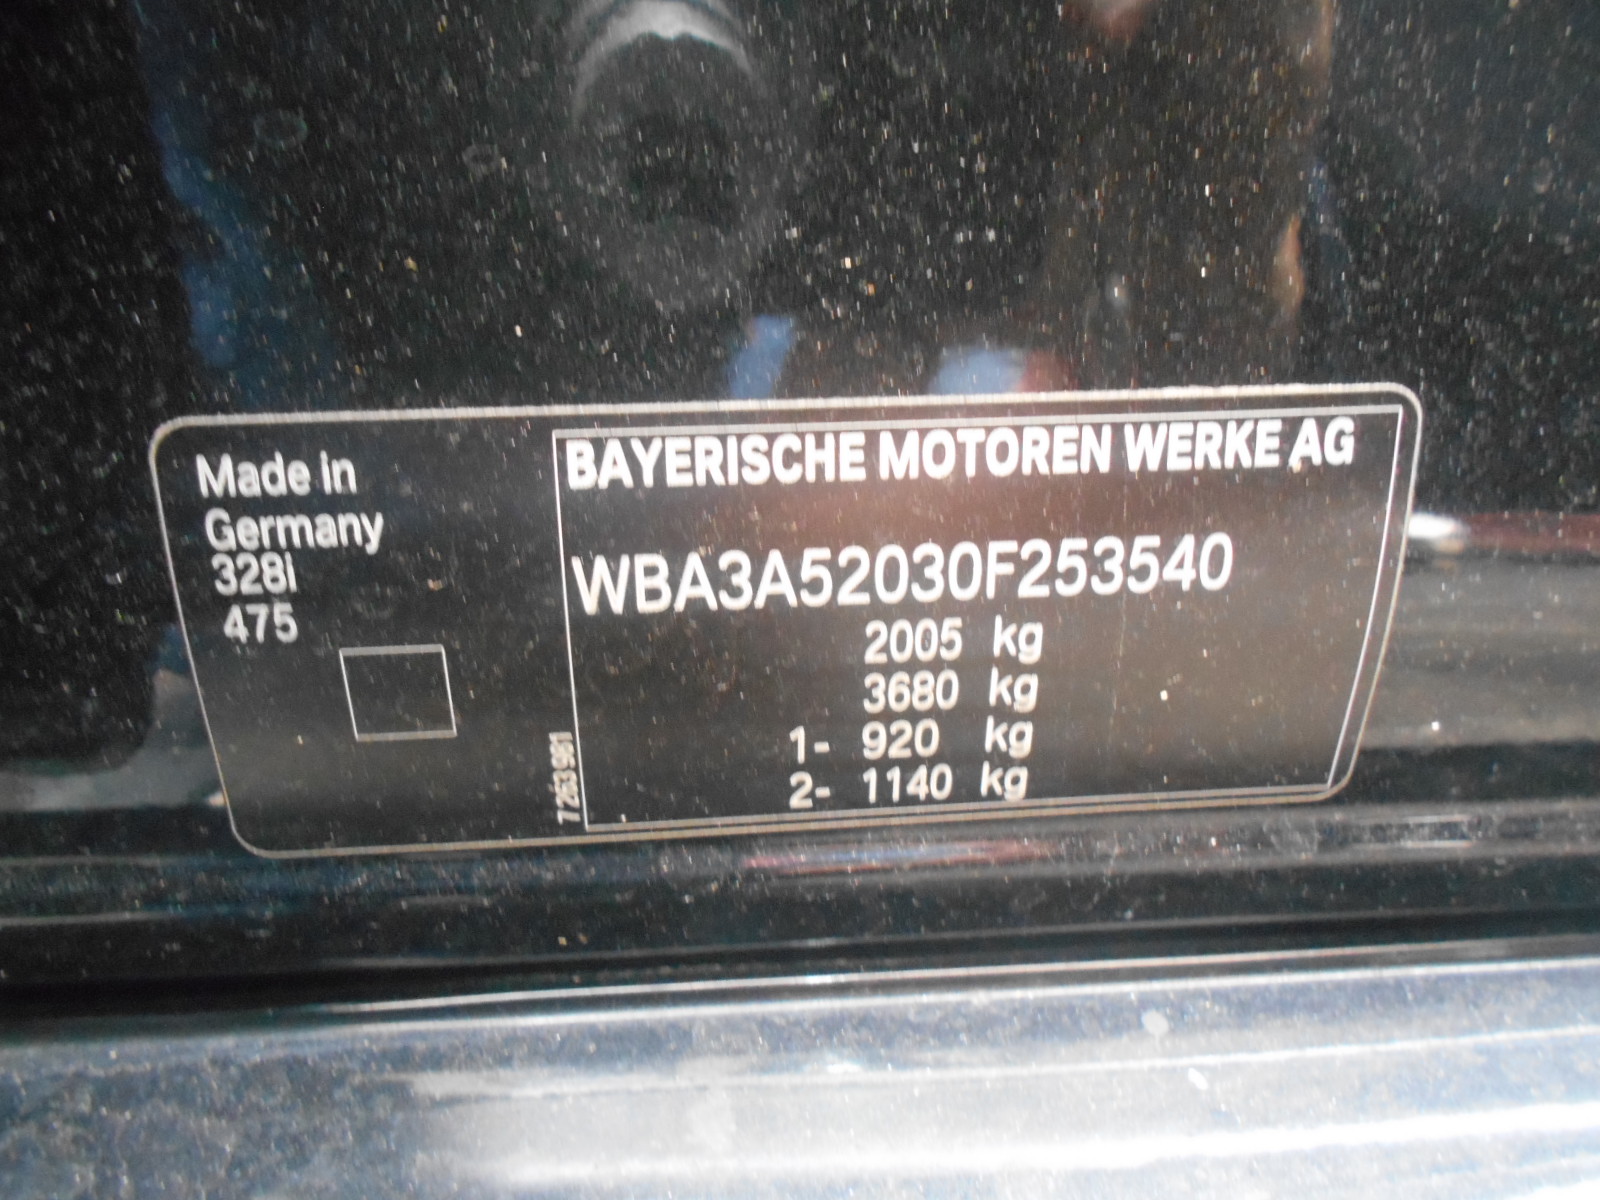 Made in
Germany
328i
475
7263981
BAYERISCHE MOTOREN WERKE AG
WBA3A52030F253540
2005 kg
3680 kg
1- 920 kg
2- 1140 kg